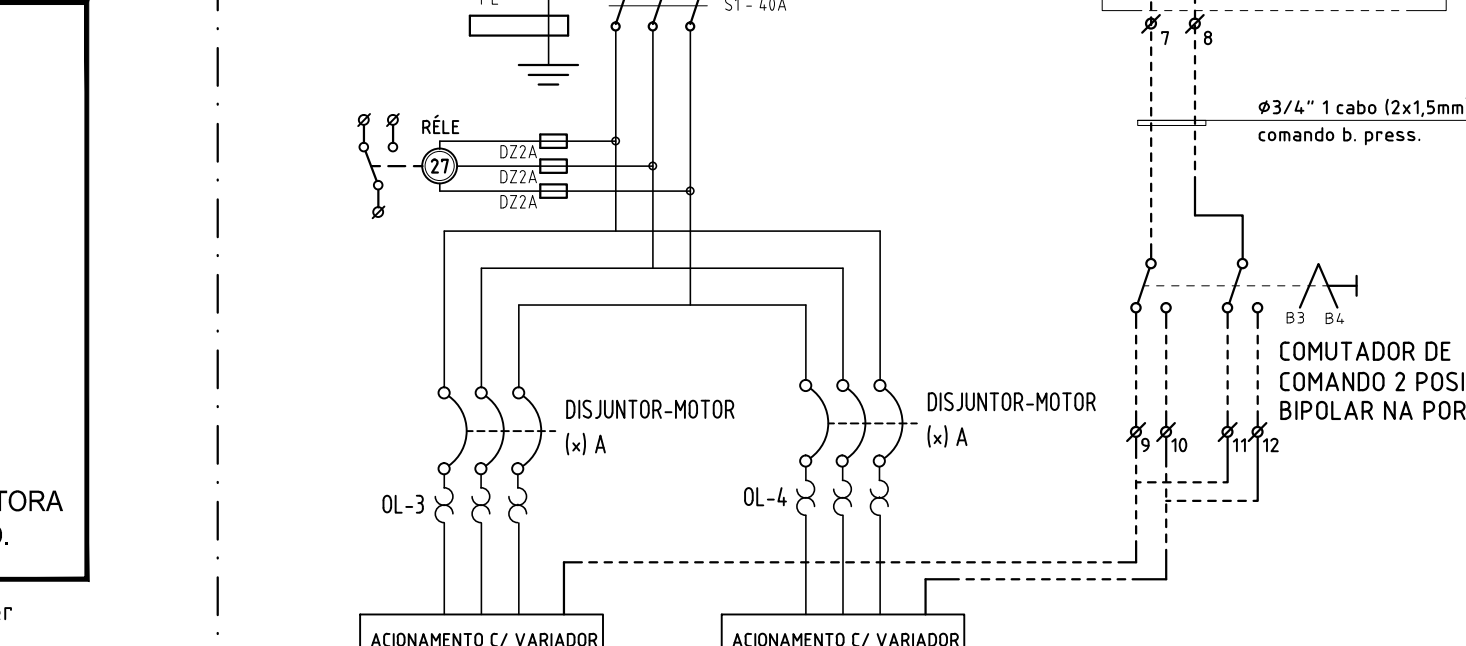 S1 - 40A
7
8
Ø3/4" 1 cabo (2x1,5mm
comando b. press.
RÉLE
27
DZ2A
DZ2A
DZ2A
B3 B4
COMUTADOR DE
COMANDO 2 POSI
BIPOLAR NA POR
DISJUNTOR-MOTOR
(x) A
DISJUNTOR-MOTOR
(x) A
9
10
11
12
OL-3
OL-4
TORA
O.
er
ACIONAMENTO C/ VARIADOR
ACIONAMENTO C/ VARIADOR